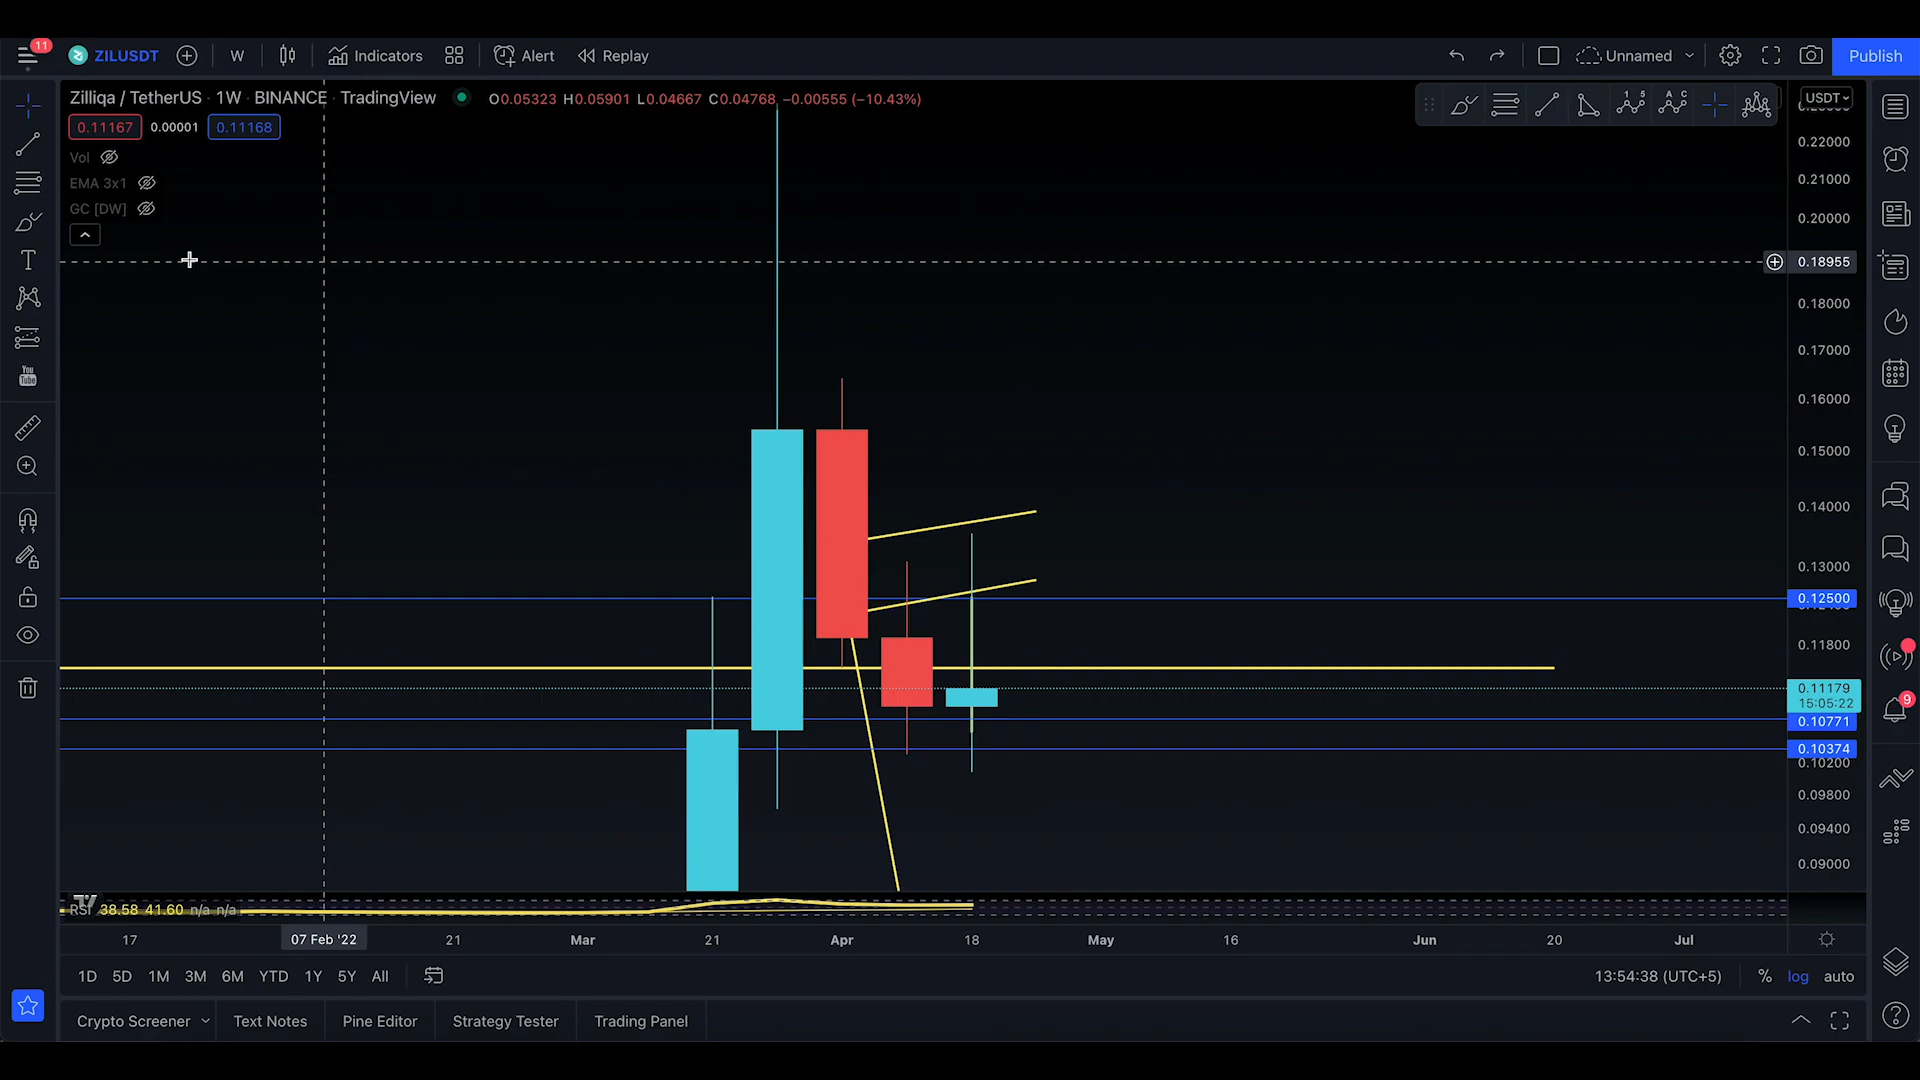 11
ZILUSDT
W
Indicators
Alert
Replay
Unnamed
Publish
Zilliqa / TetherUS · 1W · BINANCE · TradingView
O0.05323 H0.05901 L0.04667 C0.04768 −0.00555 (−10.43%)
USDT
0.11167 0.00001 0.11168
Vol
EMA 3x1
GC [DW]
0.22000
0.21000
0.20000
0.18955
0.18000
0.17000
0.16000
0.15000
0.14000
0.13000
0.12500
0.11800
0.11179
15:05:22
0.10771
0.10374
0.10200
0.09800
0.09400
0.09000
1 5
A C
T
You
Tube
9
RSI 38.58 41.60 n/a n/a
17 07 Feb '22 21 Mar 21 Apr 18 May 16 Jun 20 Jul
1D 5D 1M 3M 6M YTD 1Y 5Y All
13:54:38 (UTC+5) % log auto
Crypto Screener Text Notes Pine Editor Strategy Tester Trading Panel